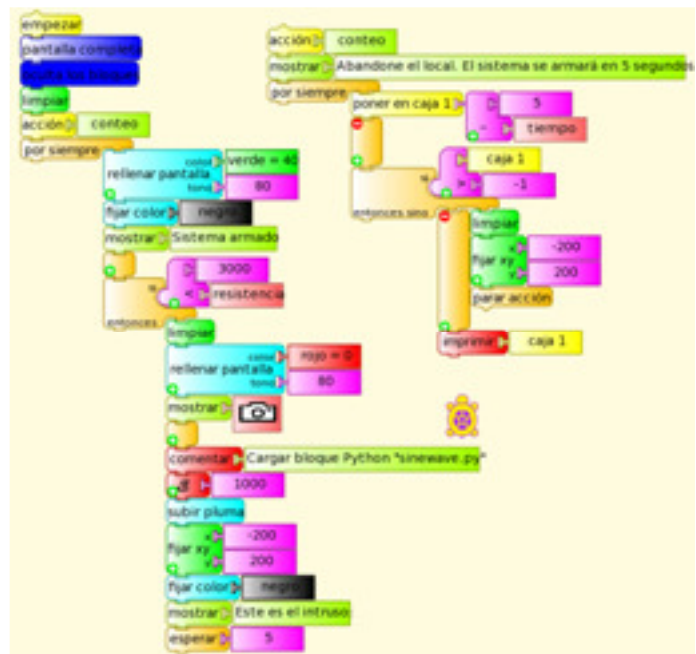 empezar
pantalla completa
oculta los bloques
limpiar
acción conteo
por siempre
color verde = 40
rellenar pantalla
tono 80
fijar color negro
mostrar Sistema armado
3000
< resistencia
entonces
limpiar
color rojo = 0
rellenar pantalla
tono 80
mostrar
comentar Cargar bloque Python "sinewave.py"
1000
subir pluma
x -200
fijar xy
y 200
fijar color negro
mostrar Este es el intruso:
esperar 5
acción conteo
mostrar Abandone el local. El sistema se armará en 5 segundos
por siempre
poner en caja 1 5
- tiempo
caja 1
-1
entonces sino
limpiar
x -200
fijar xy
y 200
parar acción
imprimir caja 1